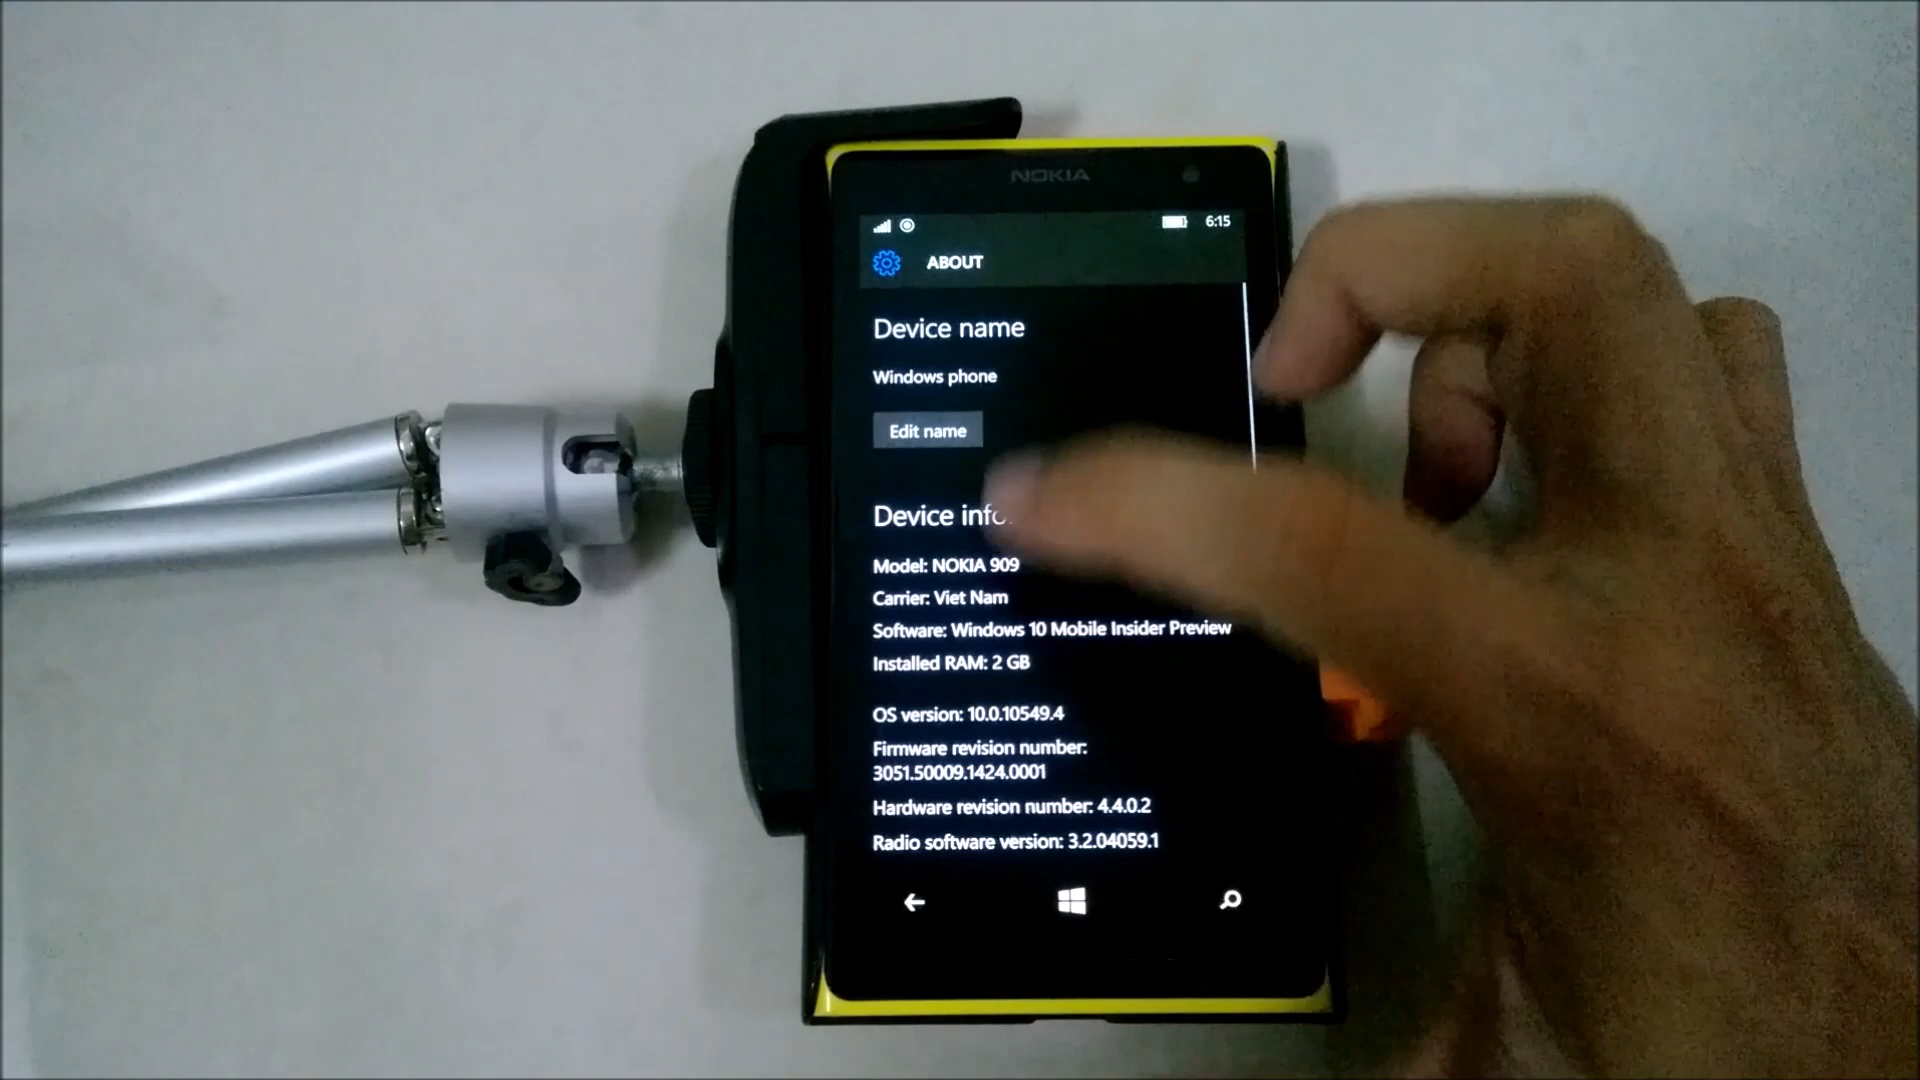 NOKIA
6:15
ABOUT
Device name
Windows phone
Edit name
Device info
Model: NOKIA 909
Carrier: Viet Nam
Software: Windows 10 Mobile Insider Preview
Installed RAM: 2 GB
OS version: 10.0.10549.4
Firmware revision number:
3051.50009.1424.0001
Hardware revision number: 4.4.0.2
Radio software version: 3.2.04059.1